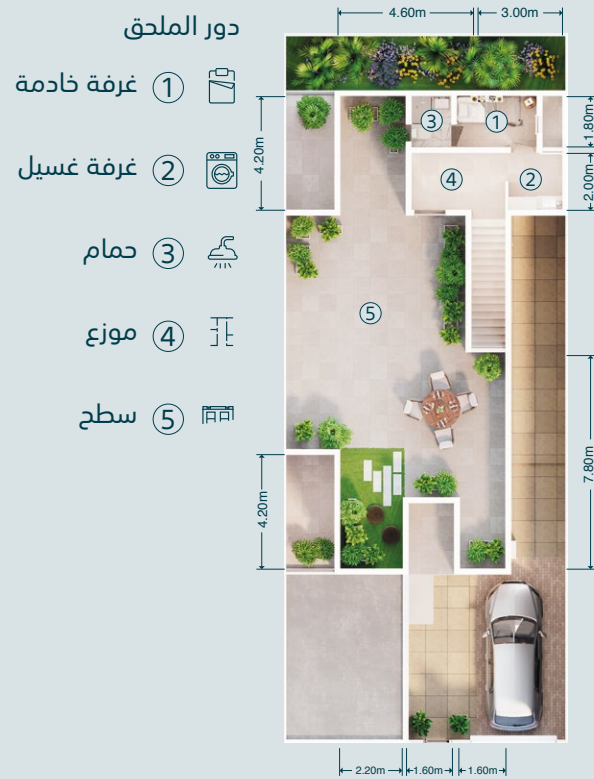 دور الملحق
1 غرفة خادمة
2 غرفة غسيل
3 حمام
4 موزع
5 سطح
4.60m 3.00m
4.20m
1.80m
2.00m
3 1
4 2
5
7.80m
4.20m
2.20m 1.60m 1.60m